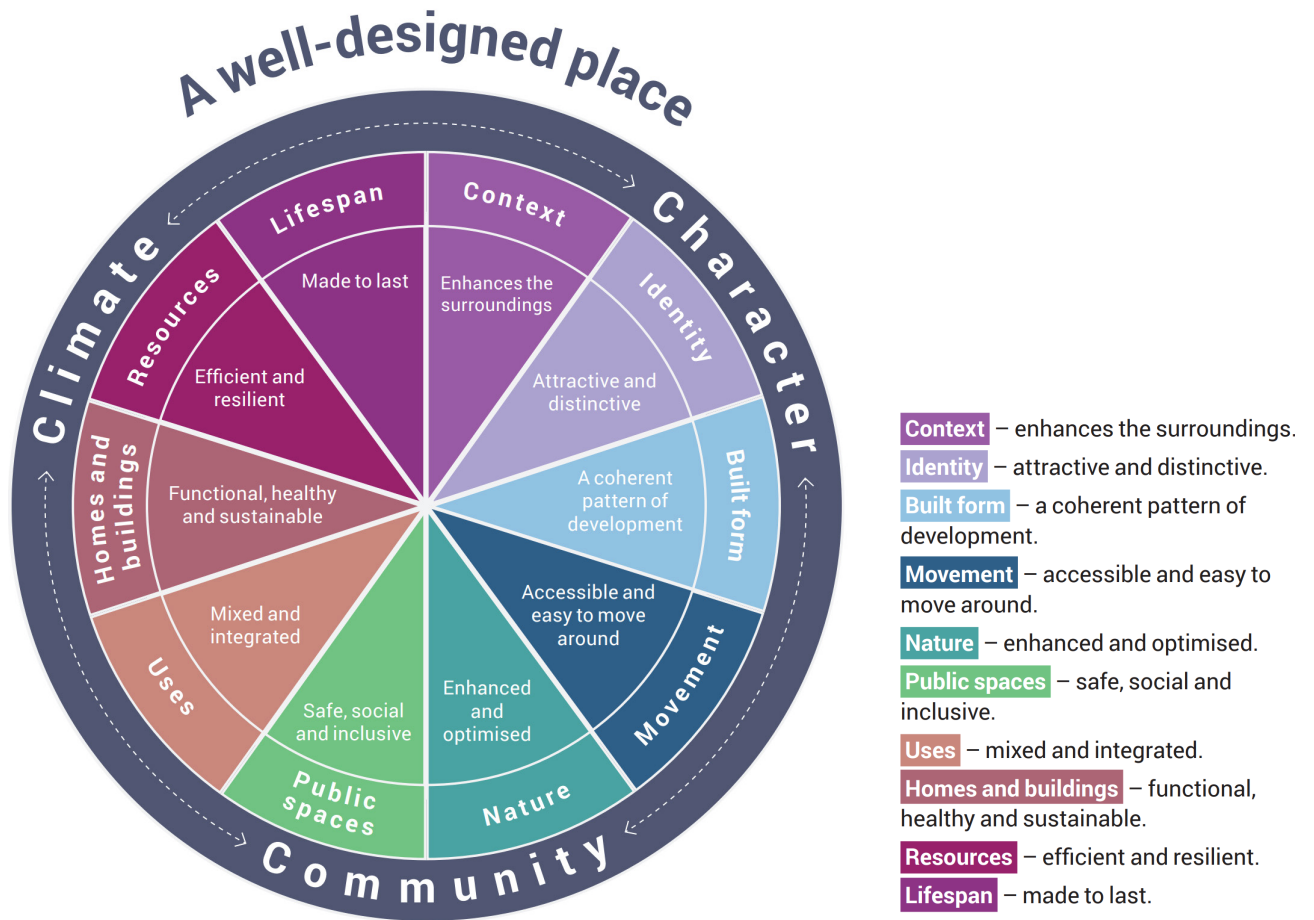 A well-designed place
Climate
Character
Community
Lifespan
Made to last
Context
Enhances the
surroundings
Identity
Attractive and
distinctive
Built form
A coherent
pattern of
development
Movement
Accessible and
easy to move
around
Nature
Enhanced
and
optimised
Public
spaces
Safe, social
and inclusive
Uses
Mixed and
integrated
Homes and
buildings
Functional, healthy
and sustainable
Resources
Efficient and
resilient
Context – enhances the surroundings.
Identity – attractive and distinctive.
Built form – a coherent pattern of
development.
Movement – accessible and easy to
move around.
Nature – enhanced and optimised.
Public spaces – safe, social and
inclusive.
Uses – mixed and integrated.
Homes and buildings – functional,
healthy and sustainable.
Resources – efficient and resilient.
Lifespan – made to last.